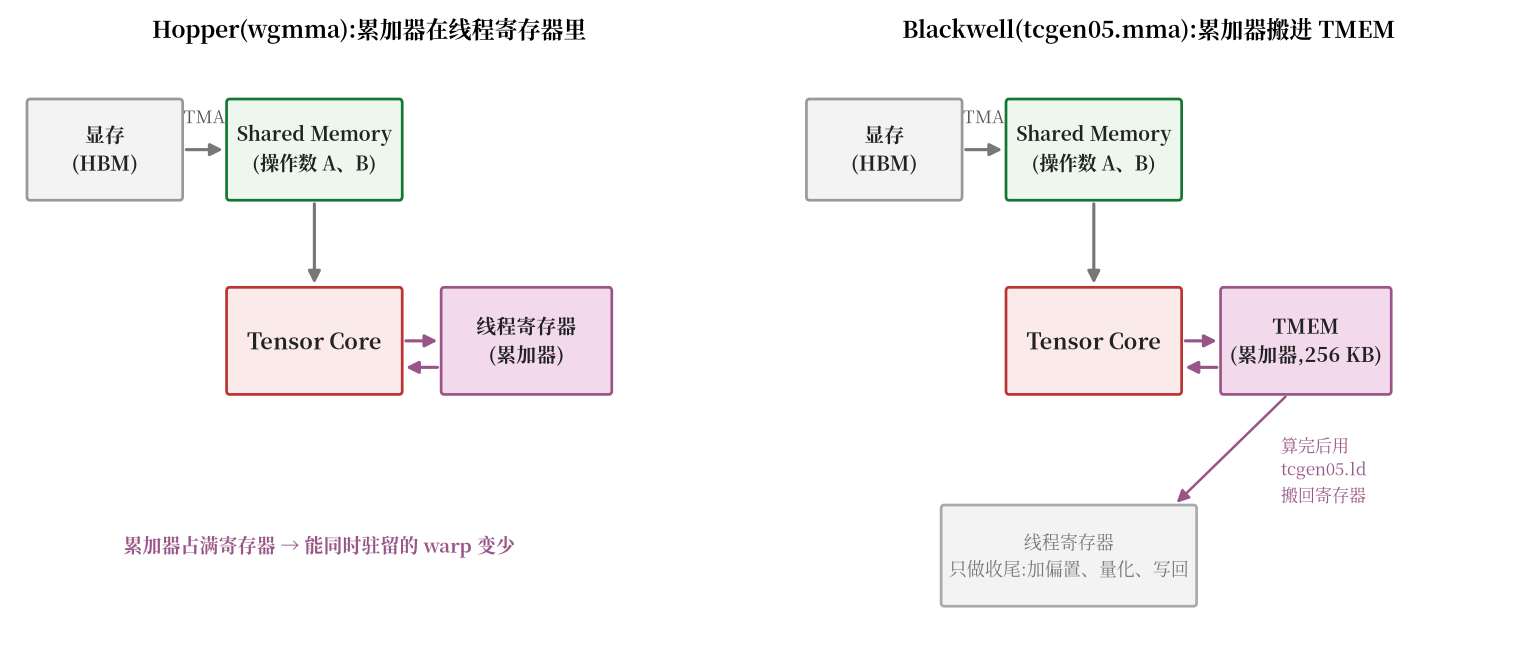 Hopper(wgmma):累加器在线程寄存器里
显存
(HBM)
TMA
Shared Memory
(操作数 A、B)
Tensor Core
线程寄存器
(累加器)
累加器占满寄存器 → 能同时驻留的 warp 变少
Blackwell(tcgen05.mma):累加器搬进 TMEM
显存
(HBM)
TMA
Shared Memory
(操作数 A、B)
Tensor Core
TMEM
(累加器,256 KB)
算完后用
tcgen05.ld
搬回寄存器
线程寄存器
只做收尾:加偏置、量化、写回